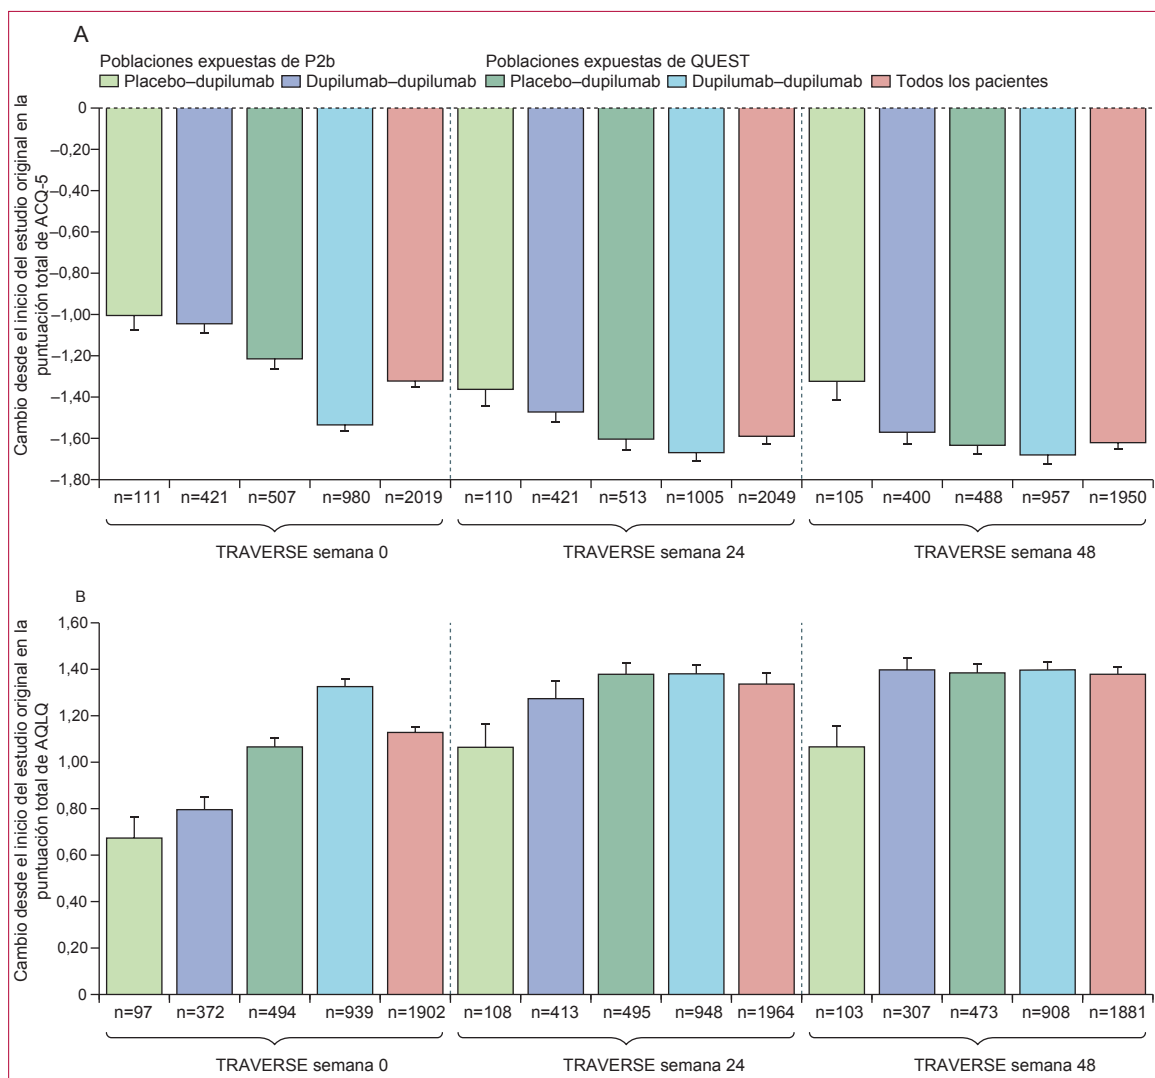 A
Poblaciones expuestas de P2b Poblaciones expuestas de QUEST
Placebo–dupilumab Dupilumab–dupilumab Placebo–dupilumab Dupilumab–dupilumab Todos los pacientes
Cambio desde el inicio del estudio original en la
puntuación total de ACQ-5
0
–0,20
–0,40
–0,60
–0,80
–1,00
–1,20
–1,40
–1,60
–1,80
n=111 n=421 n=507 n=980 n=2019 n=110 n=421 n=513 n=1005 n=2049 n=105 n=400 n=488 n=957 n=1950
TRAVERSE semana 0 TRAVERSE semana 24 TRAVERSE semana 48
B
Cambio desde el inicio del estudio original en la
puntuación total de AQLQ
1,60
1,40
1,20
1,00
0,80
0,60
0,40
0,20
0
n=97 n=372 n=494 n=939 n=1902 n=108 n=413 n=495 n=948 n=1964 n=103 n=307 n=473 n=908 n=1881
TRAVERSE semana 0 TRAVERSE semana 24 TRAVERSE semana 48